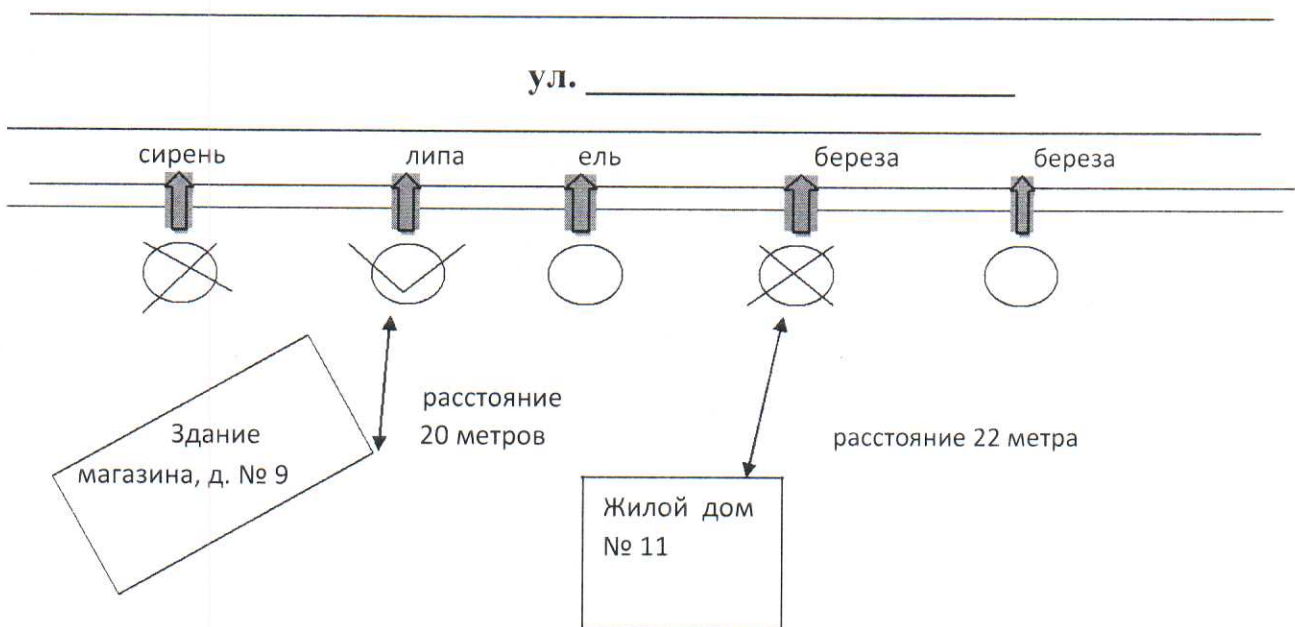 ул. ____________________
сирень липа ель береза береза
расстояние
20 метров
расстояние 22 метра
Здание
магазина, д. № 9
Жилой дом
№ 11